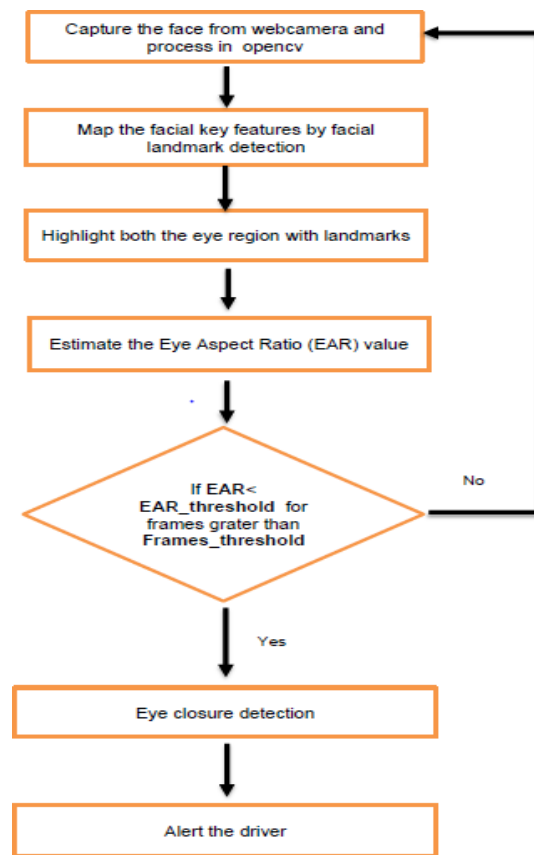 Capture the face from webcamera and
process in opencv
Map the facial key features by facial
landmark detection
Highlight both the eye region with landmarks
Estimate the Eye Aspect Ratio (EAR) value
If EAR<
EAR_threshold for
frames grater than
Frames_threshold
No
Yes
Eye closure detection
Alert the driver